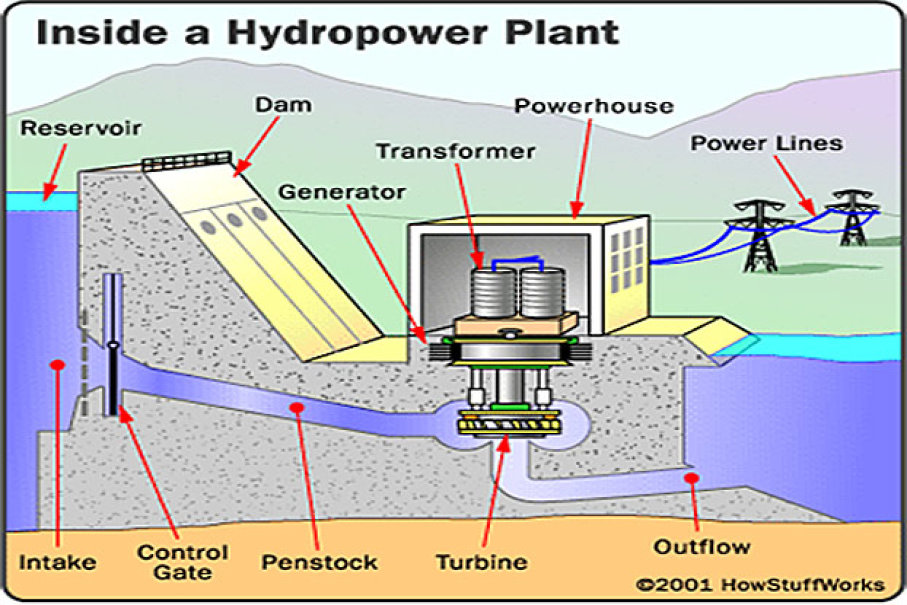 Inside a Hydropower Plant
Dam
Powerhouse
Reservoir
Transformer
Power Lines
Generator
Intake
Control
Gate
Penstock
Turbine
Outflow
©2001 HowStuffWorks